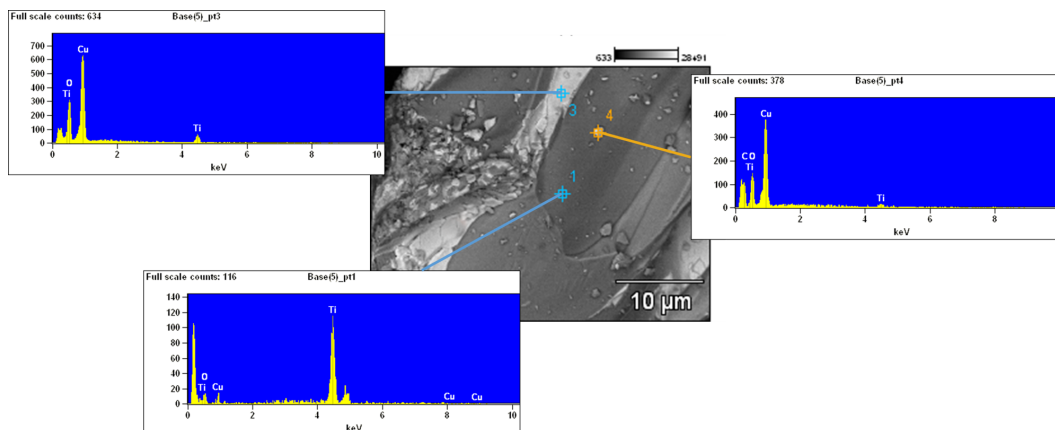 Full scale counts: 634 Base(5)_pt3
700
600
500
400
300
200
100
0
Cu
O
Ti
Ti
0 2 4 6 8 10
keV
633 28491
3
4
1
10 µm
Full scale counts: 378 Base(5)_pt4
400
300
200
100
0
Cu
C O
Ti
Ti
0 2 4 6 8
keV
Full scale counts: 116 Base(5)_pt1
140
120
100
80
60
40
20
0
Ti
O
Ti Cu
Cu Cu
0 2 4 6 8 10
keV